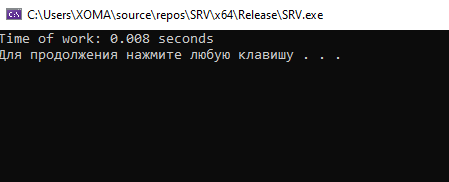 C:\Users\XOMA\source\repos\SRV\x64\Release\SRV.exe
Time of work: 0.008 seconds
Для продолжения нажмите любую клавишу . . .